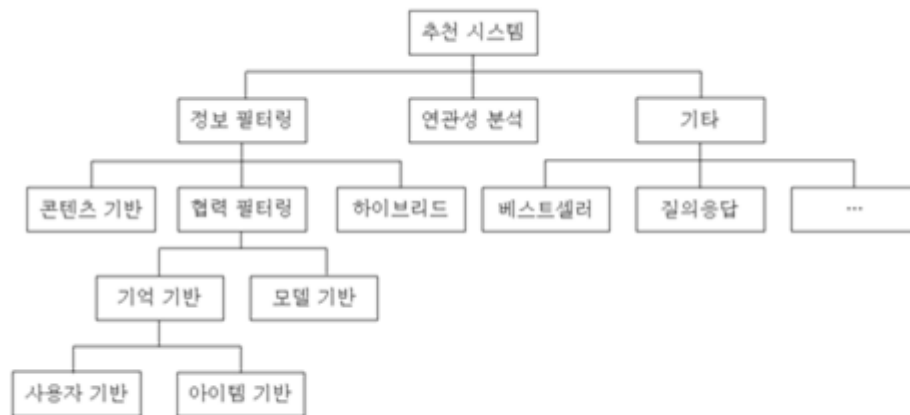 추천 시스템
정보 필터링
연관성 분석
기타
콘텐츠 기반
협력 필터링
하이브리드
베스트셀러
질의응답
…
기억 기반
모델 기반
사용자 기반
아이템 기반